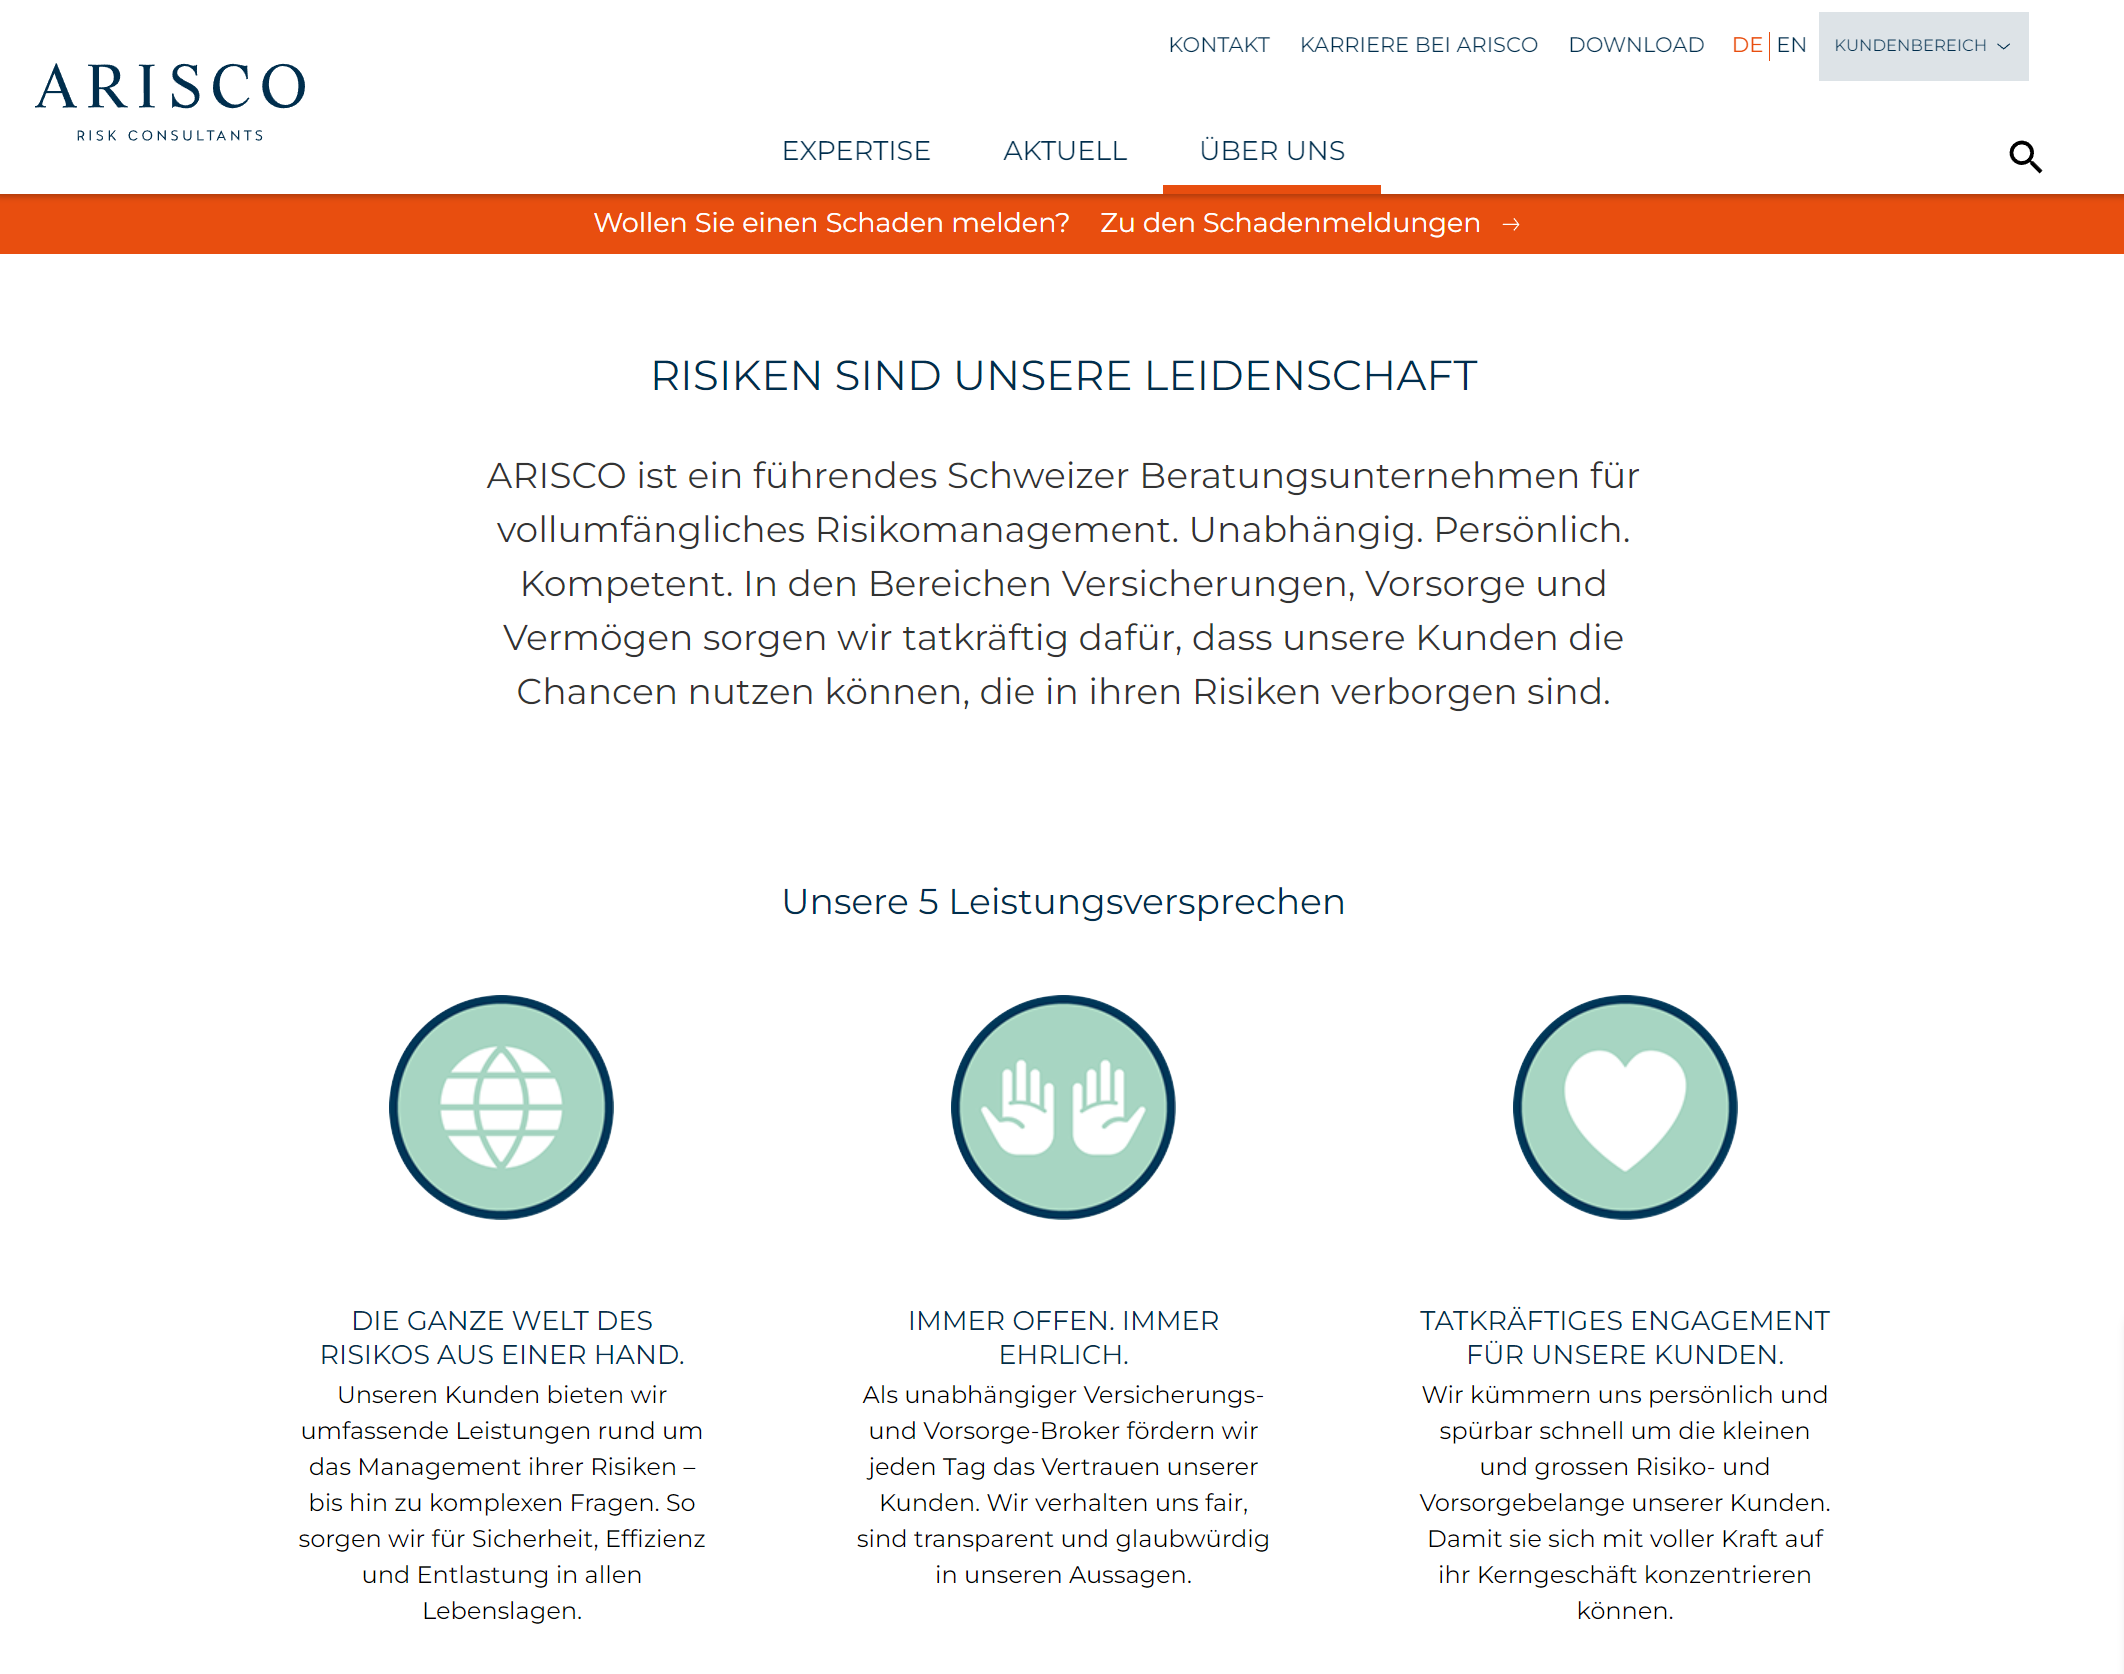 KONTAKT KARRIERE BEI ARISCO DOWNLOAD DE EN KUNDENBEREICH
ARISCO
RISK CONSULTANTS
EXPERTISE AKTUELL ÜBER UNS
Wollen Sie einen Schaden melden? Zu den Schadenmeldungen →
RISIKEN SIND UNSERE LEIDENSCHAFT
ARISCO ist ein führendes Schweizer Beratungsunternehmen für
vollumfängliches Risikomanagement. Unabhängig. Persönlich.
Kompetent. In den Bereichen Versicherungen, Vorsorge und
Vermögen sorgen wir tatkräftig dafür, dass unsere Kunden die
Chancen nutzen können, die in ihren Risiken verborgen sind.
Unsere 5 Leistungsversprechen
DIE GANZE WELT DES
RISIKOS AUS EINER HAND.
Unseren Kunden bieten wir
umfassende Leistungen rund um
das Management ihrer Risiken –
bis hin zu komplexen Fragen. So
sorgen wir für Sicherheit, Effizienz
und Entlastung in allen
Lebenslagen.
IMMER OFFEN. IMMER
EHRLICH.
Als unabhängiger Versicherungs-
und Vorsorge-Broker fördern wir
jeden Tag das Vertrauen unserer
Kunden. Wir verhalten uns fair,
sind transparent und glaubwürdig
in unseren Aussagen.
TATKRÄFTIGES ENGAGEMENT
FÜR UNSERE KUNDEN.
Wir kümmern uns persönlich und
spürbar schnell um die kleinen
und grossen Risiko- und
Vorsorgebelange unserer Kunden.
Damit sie sich mit voller Kraft auf
ihr Kerngeschäft konzentrieren
können.